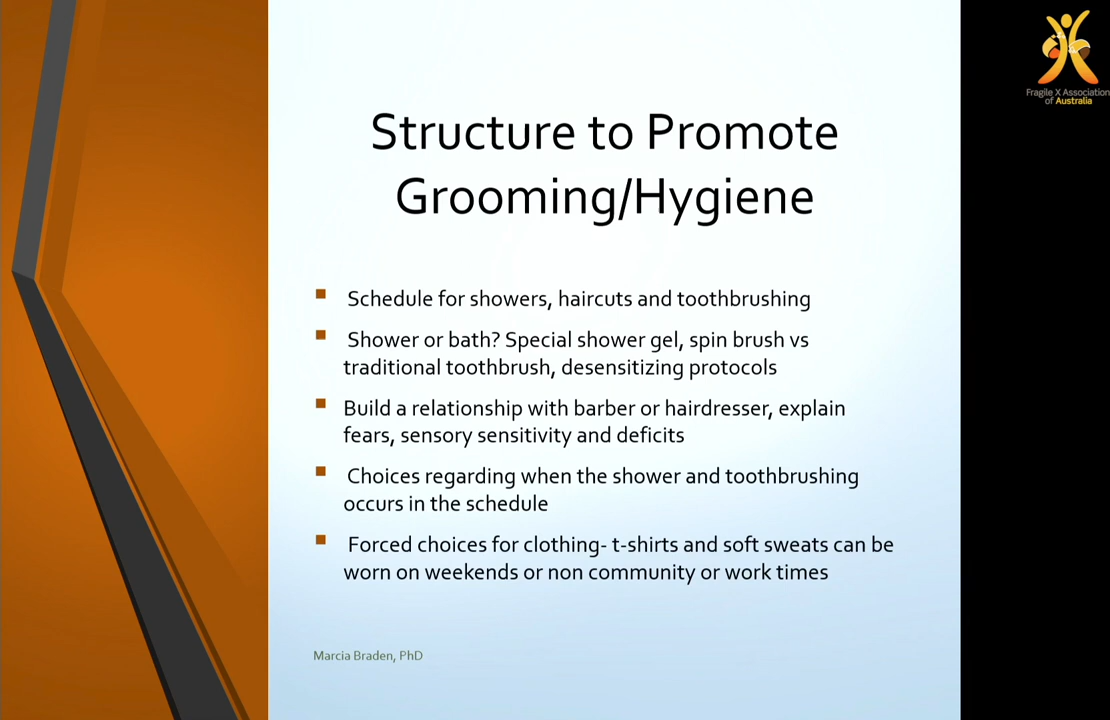 Fragile X Association
of Australia
Structure to Promote
Grooming/Hygiene
Schedule for showers, haircuts and toothbrushing
Shower or bath? Special shower gel, spin brush vs
traditional toothbrush, desensitizing protocols
Build a relationship with barber or hairdresser, explain
fears, sensory sensitivity and deficits
Choices regarding when the shower and toothbrushing
occurs in the schedule
Forced choices for clothing- t-shirts and soft sweats can be
worn on weekends or non community or work times
Marcia Braden, PhD